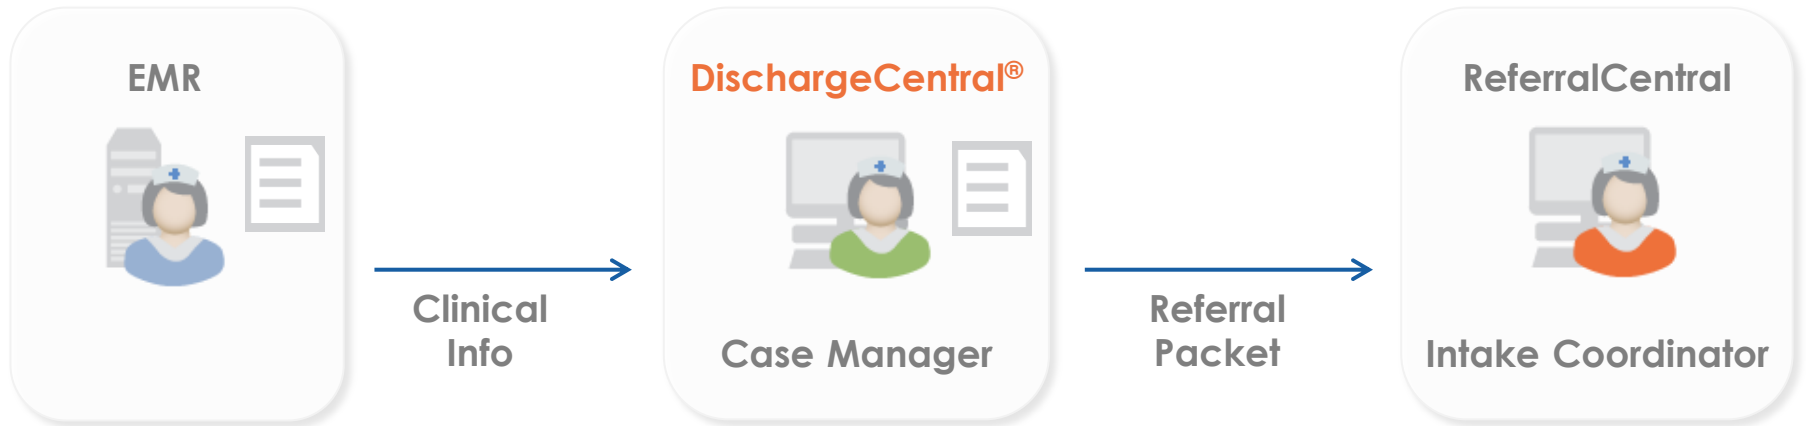 EMR
DischargeCentral®
ReferralCentral
Clinical
Info
Referral
Packet
Case Manager
Intake Coordinator